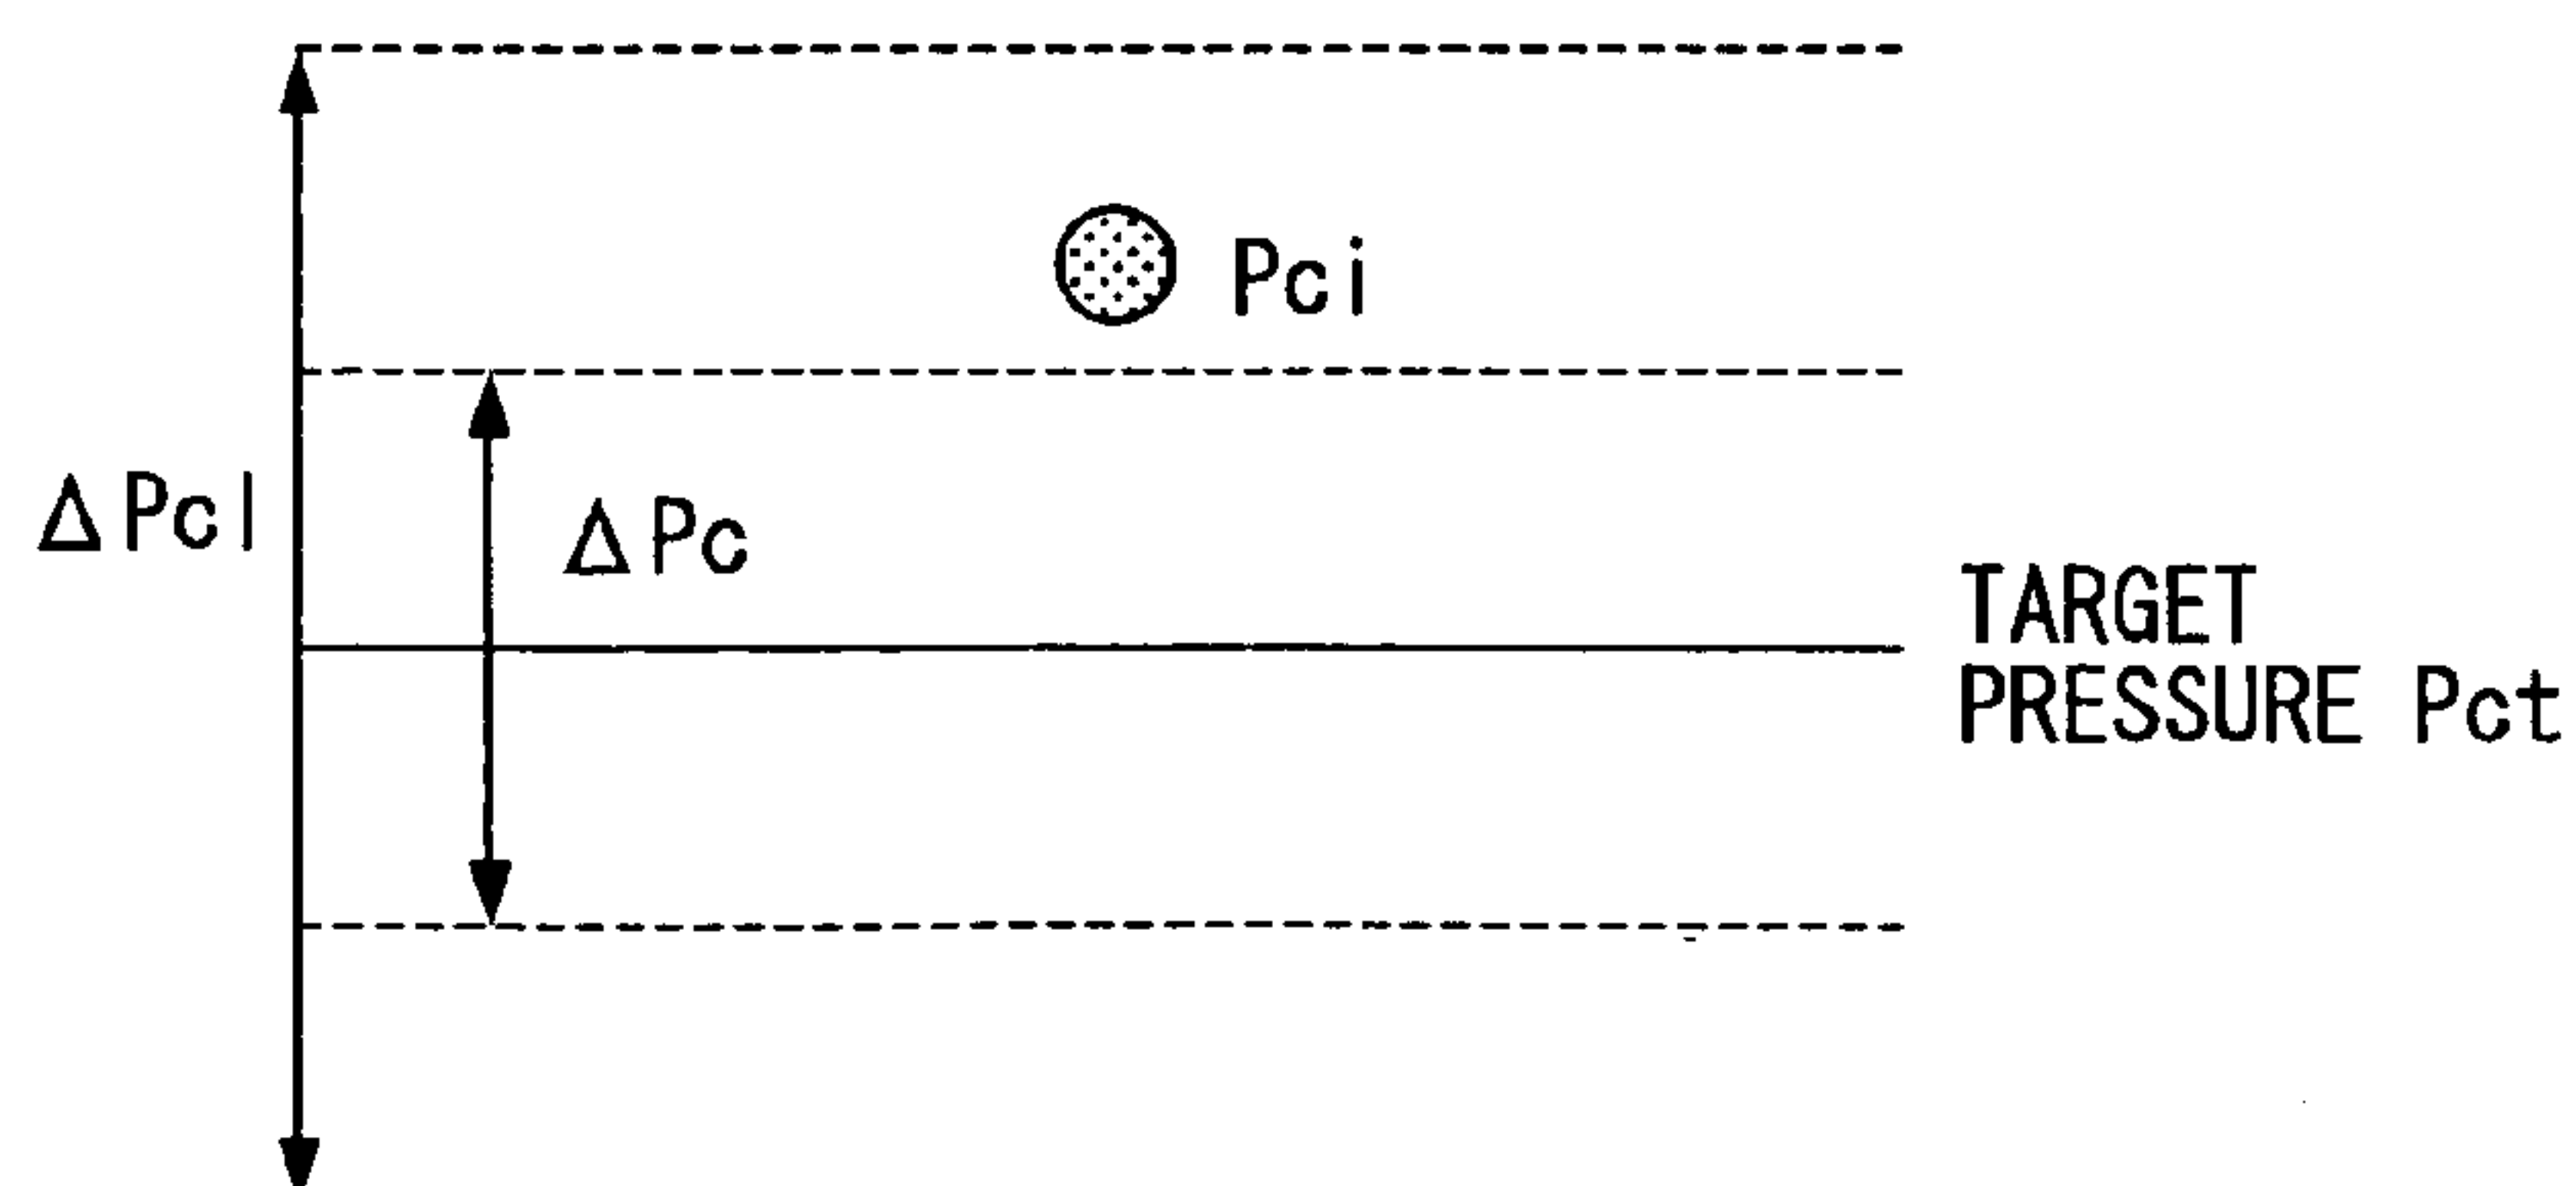 Pci
ΔPcl
ΔPc
TARGET
PRESSURE Pct